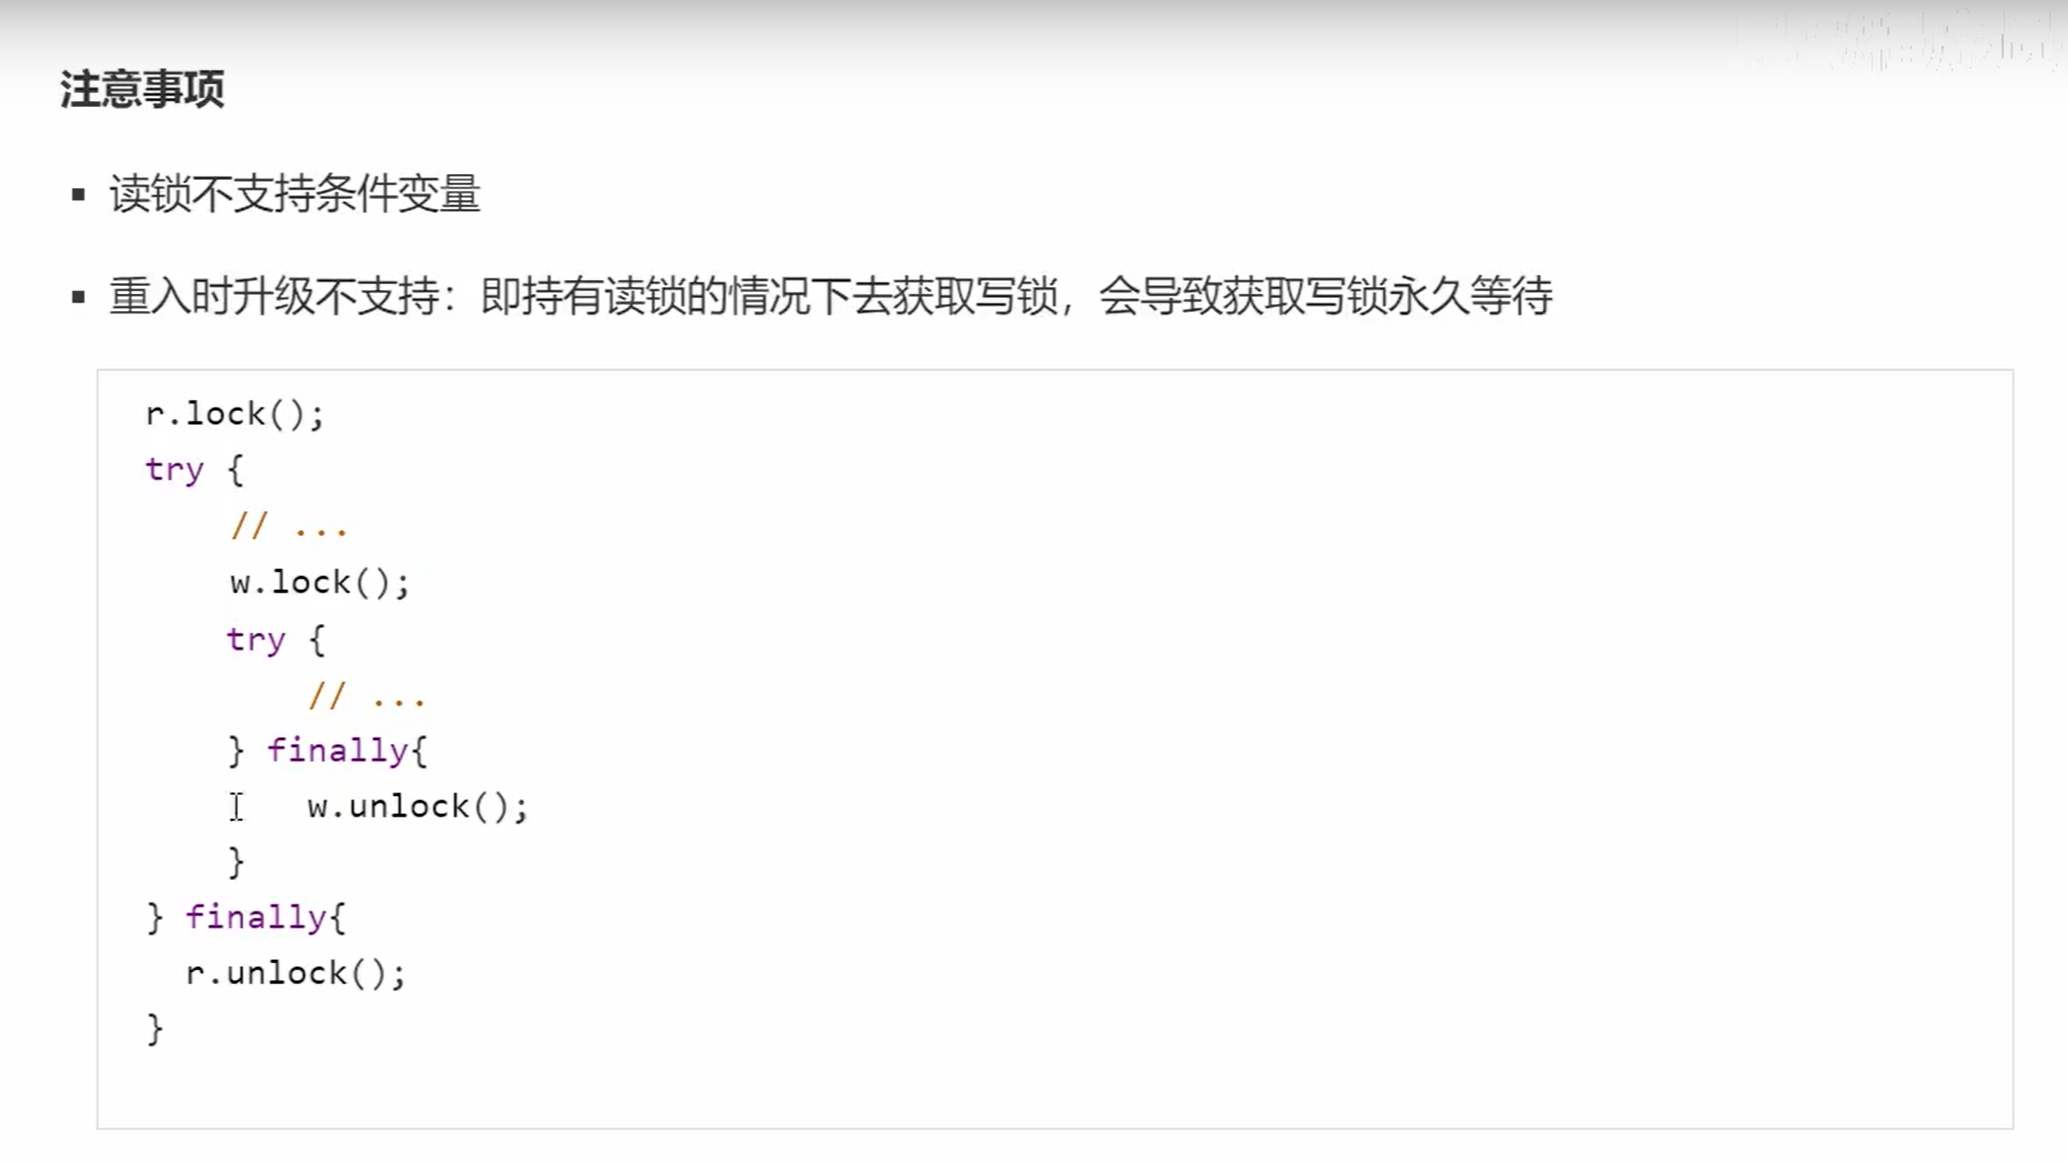 注意事项
▪ 读锁不支持条件变量
▪ 重入时升级不支持：即持有读锁的情况下去获取写锁，会导致获取写锁永久等待
r.lock();
try {
    // ...
    w.lock();
    try {
        // ...
    } finally{
        w.unlock();
    }
} finally{
  r.unlock();
}